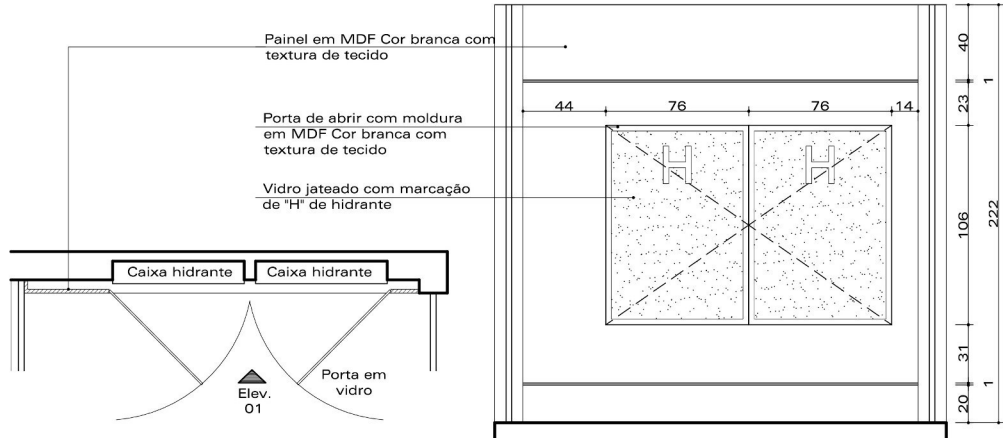 Painel em MDF Cor branca com
textura de tecido
Porta de abrir com moldura
em MDF Cor branca com
textura de tecido
Vidro jateado com marcação
de "H" de hidrante
Caixa hidrante
Caixa hidrante
Porta em
vidro
Elev.
01
44
76
76
14
H
H
40
1
23
106
222
31
1
20